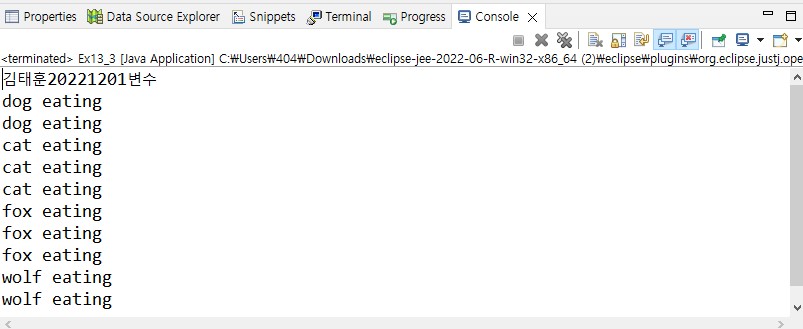 Properties Data Source Explorer Snippets Terminal Progress Console
<terminated> Ex13_3 [Java Application] C:₩Users₩404₩Downloads₩eclipse-jee-2022-06-R-win32-x86_64 (2)₩eclipse₩plugins₩org.eclipse.justj.ope
김태훈20221201변수
dog eating
dog eating
cat eating
cat eating
cat eating
fox eating
fox eating
fox eating
wolf eating
wolf eating